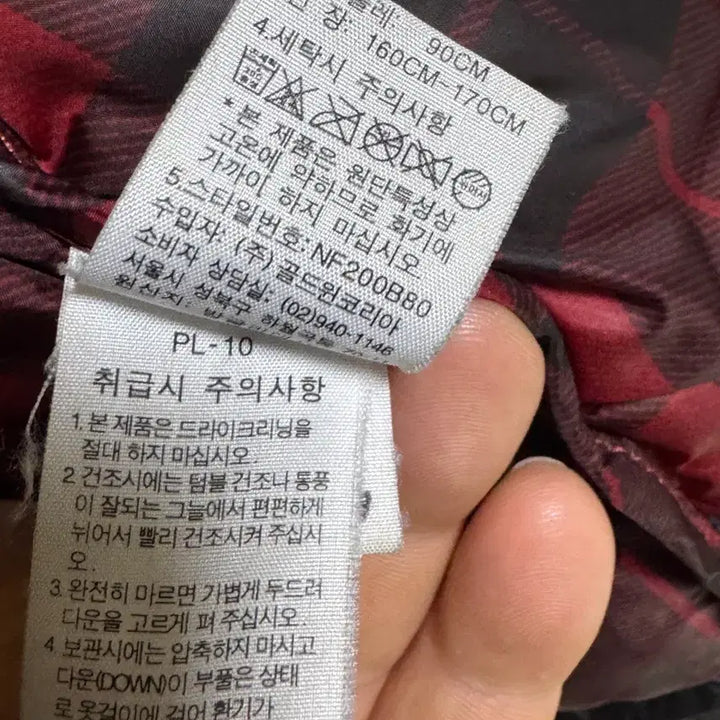 90CM
신 장: 160CM~170CM
4.세탁시 주의사항
* 본 제품은 원단특성상
고온에 약하므로 화기에
가까이 하지 마십시오
5.스타일번호: NF200B80
수입자: (주) 골드윈코리아
소비자 상담실: (02)940-1146
서울시 성북구
원산지:
PL-10
취급시 주의사항
1.본 제품은 드라이크리닝을
절대 하지 마십시오.
2 건조시에는 텀블 건조나 통풍
이 잘되는 그늘에서 편편하게
뉘어서 빨리 건조시켜 주십시
오.
3. 완전히 마르면 가볍게 두드려
다운을 고르게 펴 주십시오.
4. 보관시에는 압축하지 마시고
다운(DOWN)이 부풀은 상태
로 옷걸이에 걸어 환기가